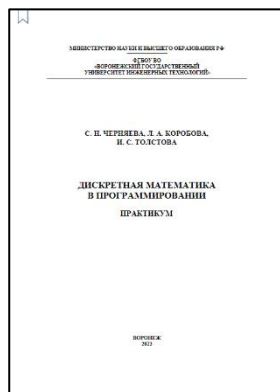 МИНИСТЕРСТВО НАУКИ И ВЫСШЕГО ОБРАЗОВАНИЯ РФ
ФГБОУ ВО
«ВОРОНЕЖСКИЙ ГОСУДАРСТВЕННЫЙ
УНИВЕРСИТЕТ ИНЖЕНЕРНЫХ ТЕХНОЛОГИЙ»
С. Н. ЧЕРНЯЕВА, Л. А. КОРОБОВА,
И. С. ТОЛСТОВА
ДИСКРЕТНАЯ МАТЕМАТИКА
В ПРОГРАММИРОВАНИИ
ПРАКТИКУМ
ВОРОНЕЖ
2023